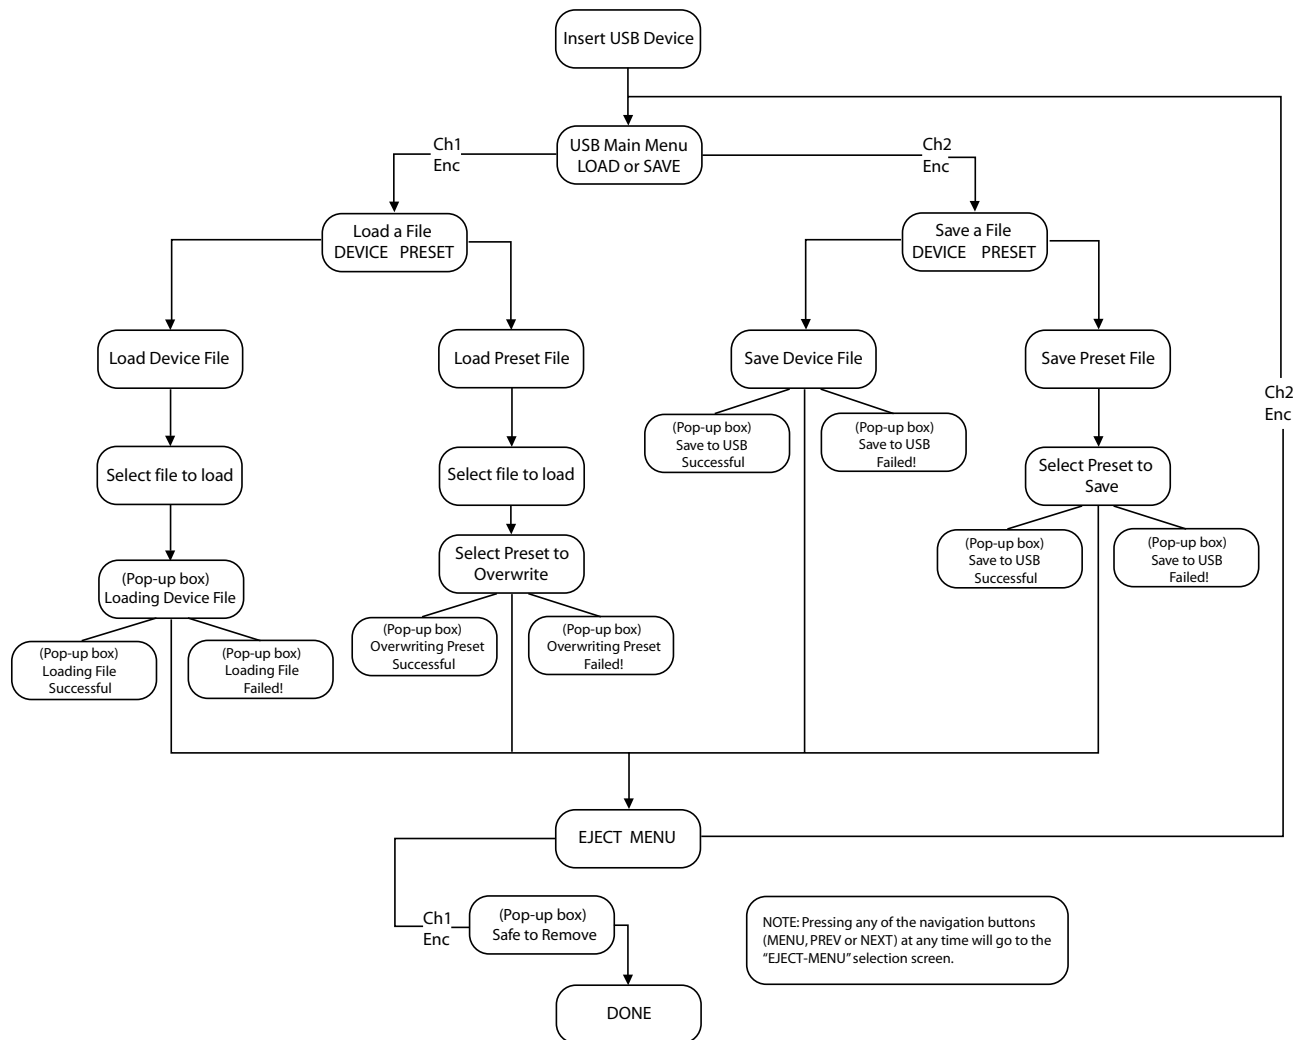 Insert USB Device
Ch1
Enc
USB Main Menu
LOAD or SAVE
Ch2
Enc
Load a File
DEVICE PRESET
Save a File
DEVICE PRESET
Load Device File
Load Preset File
Save Device File
Save Preset File
Ch2
Enc
(Pop-up box)
Save to USB
Successful
(Pop-up box)
Save to USB
Failed!
Select file to load
Select file to load
Select Preset to
Save
(Pop-up box)
Loading Device File
Select Preset to
Overwrite
(Pop-up box)
Save to USB
Successful
(Pop-up box)
Save to USB
Failed!
(Pop-up box)
Loading File
Successful
(Pop-up box)
Loading File
Failed!
(Pop-up box)
Overwriting Preset
Successful
(Pop-up box)
Overwriting Preset
Failed!
EJECT MENU
Ch1
Enc
(Pop-up box)
Safe to Remove
NOTE: Pressing any of the navigation buttons
(MENU, PREV or NEXT) at any time will go to the
“EJECT-MENU” selection screen.
DONE